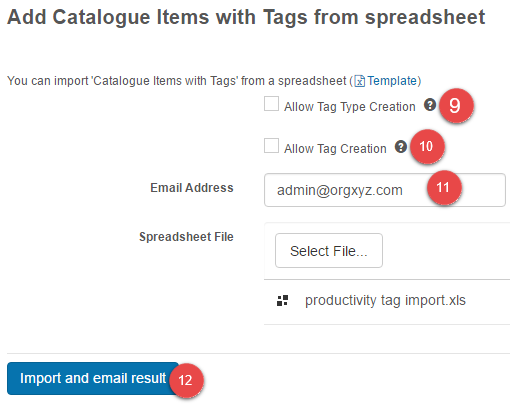 Add Catalogue Items with Tags from spreadsheet
You can import 'Catalogue Items with Tags' from a spreadsheet (Template)
Allow Tag Type Creation ? 9
Allow Tag Creation ? 10
Email Address admin@orgxyz.com 11
Spreadsheet File
Select File...
productivity tag import.xls
Import and email result 12